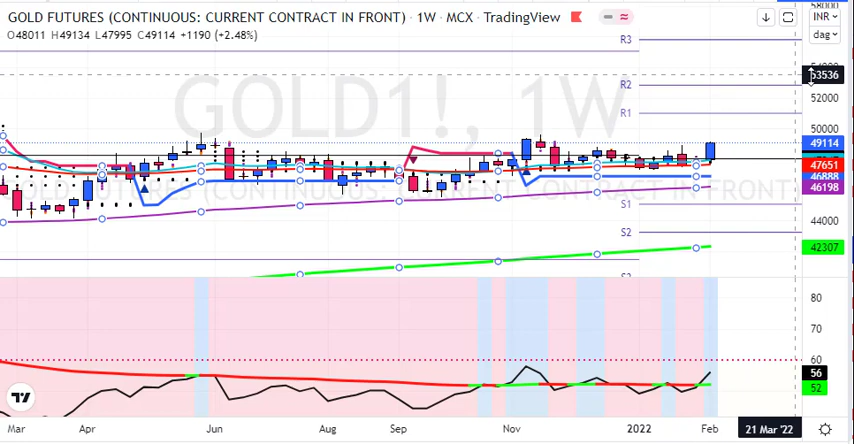 GOLD FUTURES (CONTINUOUS: CURRENT CONTRACT IN FRONT) · 1W · MCX · TradingView
O48011 H49134 L47995 C49114 +1190 (+2.48%)
INR
dag
R3
53536
R2
52000
R1
GOLD1!, 1W
50000
49114
47651
46888
46198
GOLD FUTURES (CONTINUOUS: CURRENT CONTRACT IN FRONT)
S1
44000
S2
42307
80
70
60
56
52
Mar Apr Jun Aug Sep Nov 2022 Feb 21 Mar '22